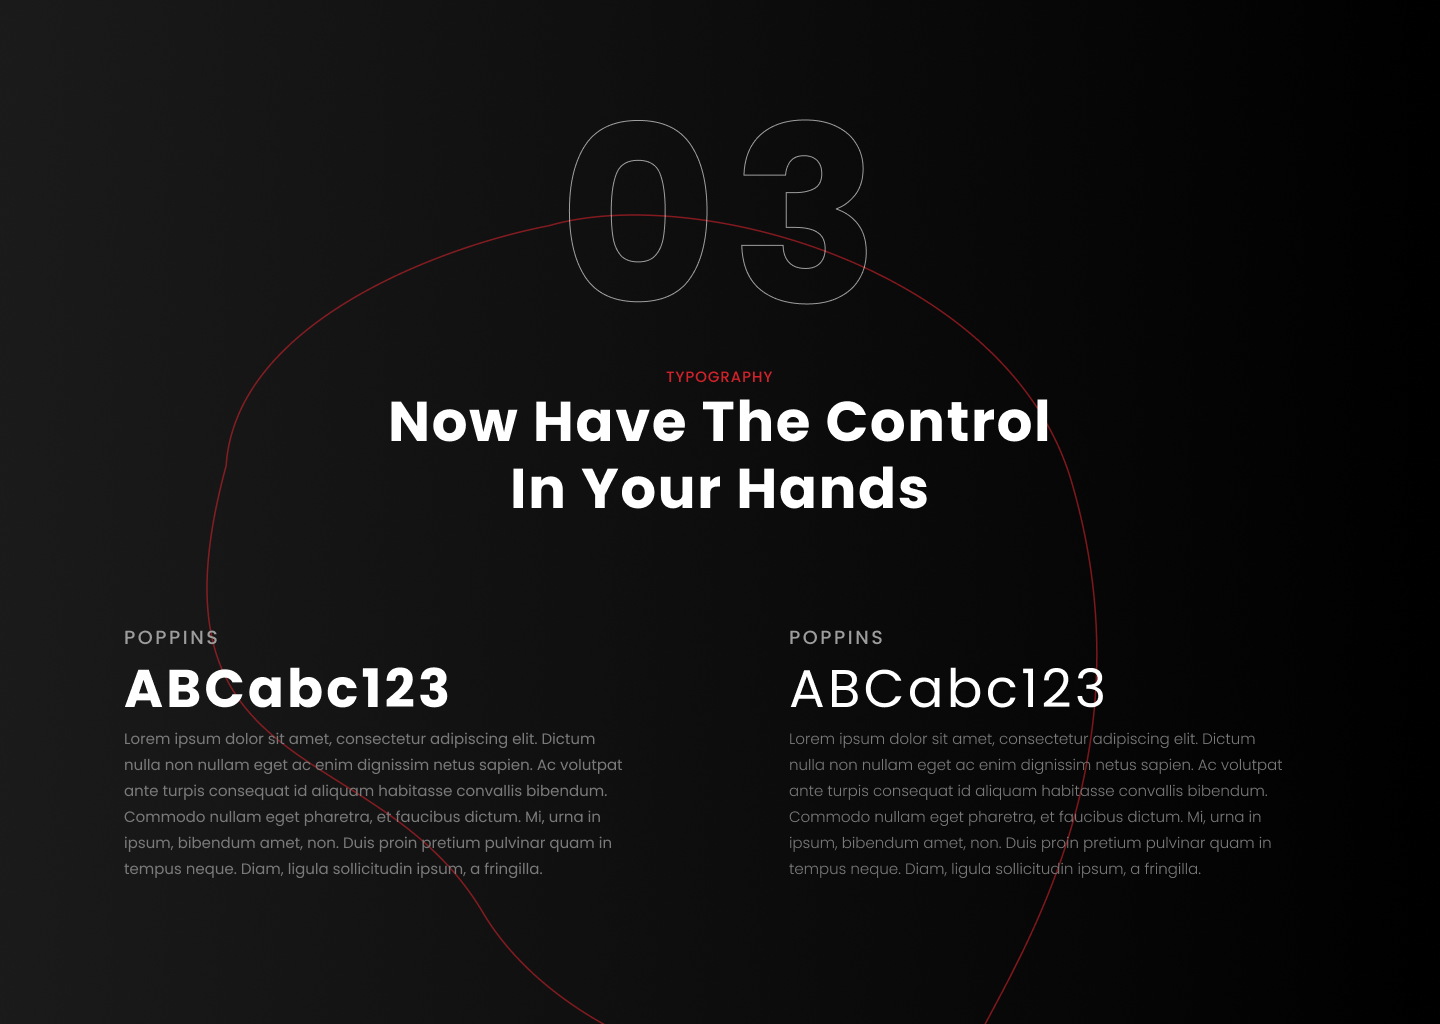 03
TYPOGRAPHY
Now Have The Control
In Your Hands
POPPINS
ABCabc123
Lorem ipsum dolor sit amet, consectetur adipiscing elit. Dictum
nulla non nullam eget ac enim dignissim netus sapien. Ac volutpat
ante turpis consequat id aliquam habitasse convallis bibendum.
Commodo nullam eget pharetra, et faucibus dictum. Mi, urna in
ipsum, bibendum amet, non. Duis proin pretium pulvinar quam in
tempus neque. Diam, ligula sollicitudin ipsum, a fringilla.
POPPINS
ABCabc123
Lorem ipsum dolor sit amet, consectetur adipiscing elit. Dictum
nulla non nullam eget ac enim dignissim netus sapien. Ac volutpat
ante turpis consequat id aliquam habitasse convallis bibendum.
Commodo nullam eget pharetra, et faucibus dictum. Mi, urna in
ipsum, bibendum amet, non. Duis proin pretium pulvinar quam in
tempus neque. Diam, ligula sollicitudin ipsum, a fringilla.